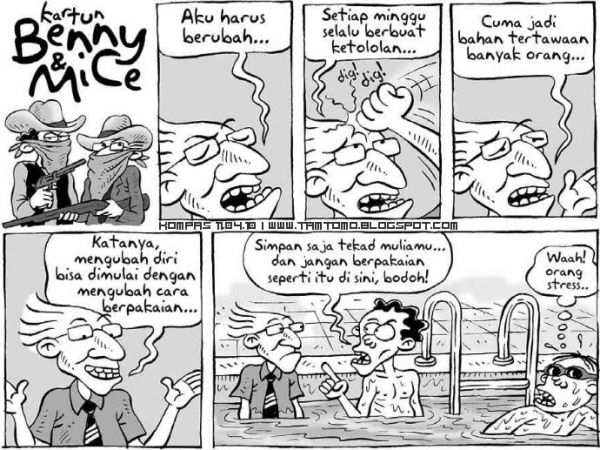 kartun
Benny
&
Mice
Aku harus
berubah...
Setiap minggu
selalu berbuat
ketololan...
dig!
dig!
Cuma jadi
bahan tertawaan
banyak orang...
KOMPAS 11.04.10 | WWW.TAMTOMO.BLOGSPOT.COM
Katanya,
mengubah diri
bisa dimulai dengan
mengubah cara
berpakaian...
Simpan saja tekad muliamu...
dan jangan berpakaian
seperti itu di sini, bodoh!
Waah!
orang
stress..